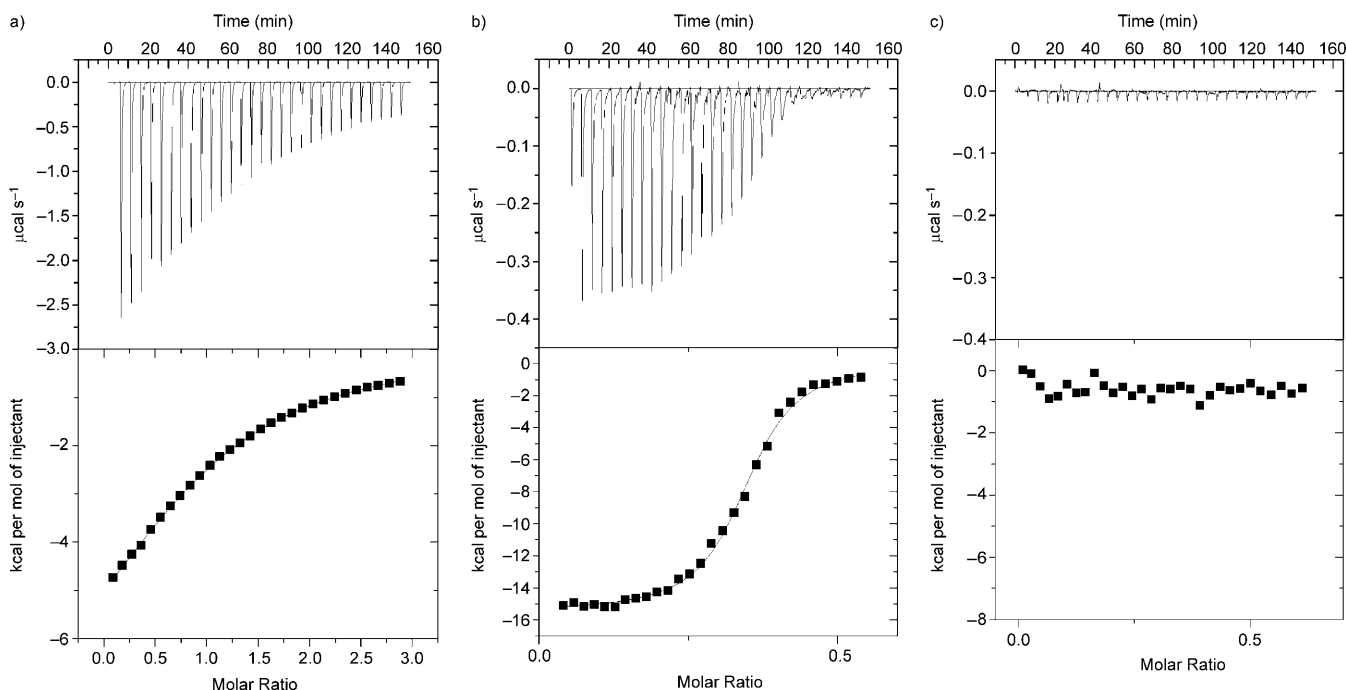 a)
Time (min)
0 20 40 60 80 100 120 140 160
0.0
–0.5
–1.0
–1.5
–2.0
–2.5
–3.0
µcal s⁻¹
–2
–4
–6
kcal per mol of injectant
0.0 0.5 1.0 1.5 2.0 2.5 3.0
Molar Ratio
b)
Time (min)
0 20 40 60 80 100 120 140 160
0.0
–0.1
–0.2
–0.3
–0.4
µcal s⁻¹
0
–2
–4
–6
–8
–10
–12
–14
–16
kcal per mol of injectant
0.0 0.5
Molar Ratio
c)
Time (min)
0 20 40 60 80 100 120 140 160
0.0
–0.1
–0.2
–0.3
–0.4
µcal s⁻¹
0
–2
–4
–6
–8
kcal per mol of injectant
0.0 0.5
Molar Ratio